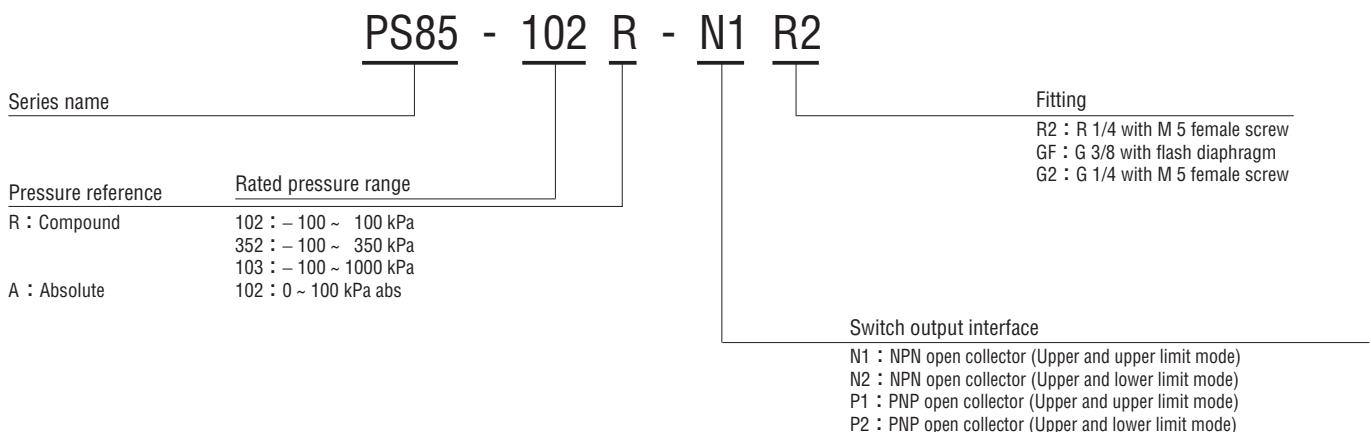 PS85 - 102 R - N1 R2
Series name
Fitting
R2：R 1/4 with M 5 female screw
GF：G 3/8 with flash diaphragm
G2：G 1/4 with M 5 female screw
Pressure reference
Rated pressure range
R：Compound
102：– 100 ~ 100 kPa
352：– 100 ~ 350 kPa
103：– 100 ~ 1000 kPa
A：Absolute
102：0 ~ 100 kPa abs
Switch output interface
N1：NPN open collector (Upper and upper limit mode)
N2：NPN open collector (Upper and lower limit mode)
P1：PNP open collector (Upper and upper limit mode)
P2：PNP open collector (Upper and lower limit mode)